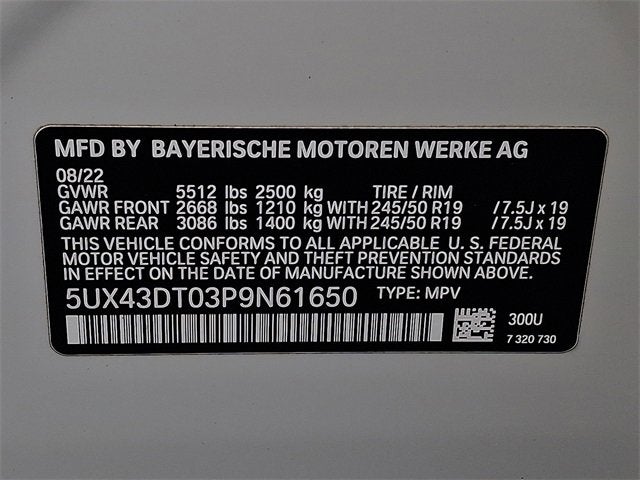 MFD BY BAYERISCHE MOTOREN WERKE AG
08/22
GVWR 5512 lbs 2500 kg TIRE / RIM
GAWR FRONT 2668 lbs 1210 kg WITH 245/50 R19 / 7.5J x 19
GAWR REAR 3086 lbs 1400 kg WITH 245/50 R19 / 7.5J x 19
THIS VEHICLE CONFORMS TO ALL APPLICABLE U. S. FEDERAL
MOTOR VEHICLE SAFETY AND THEFT PREVENTION STANDARDS
IN EFFECT ON THE DATE OF MANUFACTURE SHOWN ABOVE.
5UX43DT03P9N61650 TYPE: MPV
300U
7 320 730